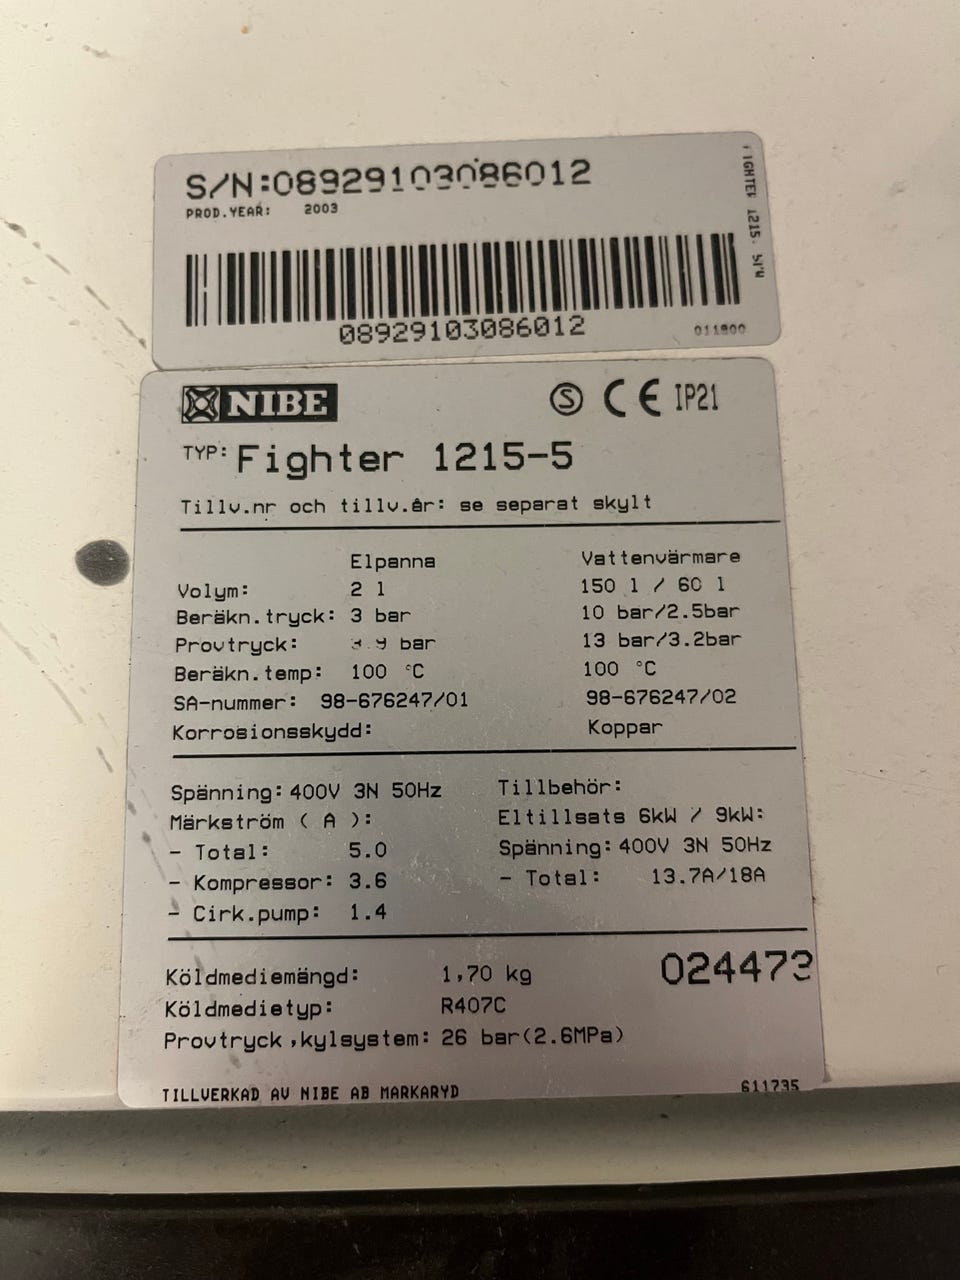 S/N:08929103086012
PROD.YEAR: 2003
08929103086012
FIGHTER 1215.
NIBE
S CE IP21
TYP: Fighter 1215-5
Tillv.nr och tillv.år: se separat skylt
Elpanna Vattenvärmare
Volym: 2 l 150 l / 60 l
Beräkn.tryck: 3 bar 10 bar/2.5bar
Provtryck: 3.9 bar 13 bar/3.2bar
Beräkn.temp: 100 °C 100 °C
SA-nummer: 98-676247/01 98-676247/02
Korrosionsskydd: Koppar
Spänning: 400V 3N 50Hz Tillbehör:
Märkström ( A ): Eltillsats 6kW / 9kW:
- Total: 5.0 Spänning: 400V 3N 50Hz
- Kompressor: 3.6 - Total: 13.7A/18A
- Cirk.pump: 1.4
Köldmediemängd: 1,70 kg 024473
Köldmedietyp: R407C
Provtryck,kylsystem: 26 bar(2.6MPa)
TILLVERKAD AV NIBE AB MARKARYD 611735